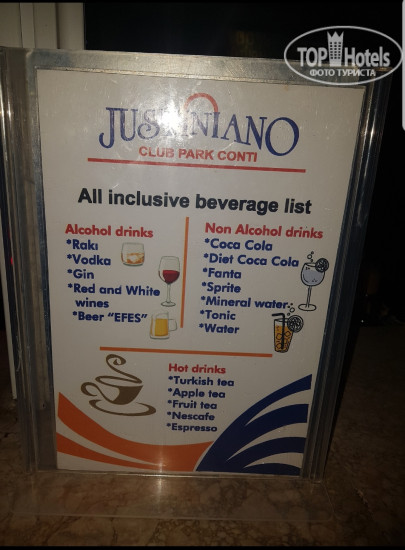 TOP Hotels
ФОТО ТУРИСТА
JUSTINIANO
CLUB PARK CONTI
All inclusive beverage list
Alcohol drinks
*Rakı
*Vodka
*Gin
*Red and White
wines
*Beer "EFES"
Non Alcohol drinks
*Coca Cola
*Diet Coca Cola
*Fanta
*Sprite
*Mineral water
*Tonic
*Water
Hot drinks
*Turkish tea
*Apple tea
*Fruit tea
*Nescafe
*Espresso